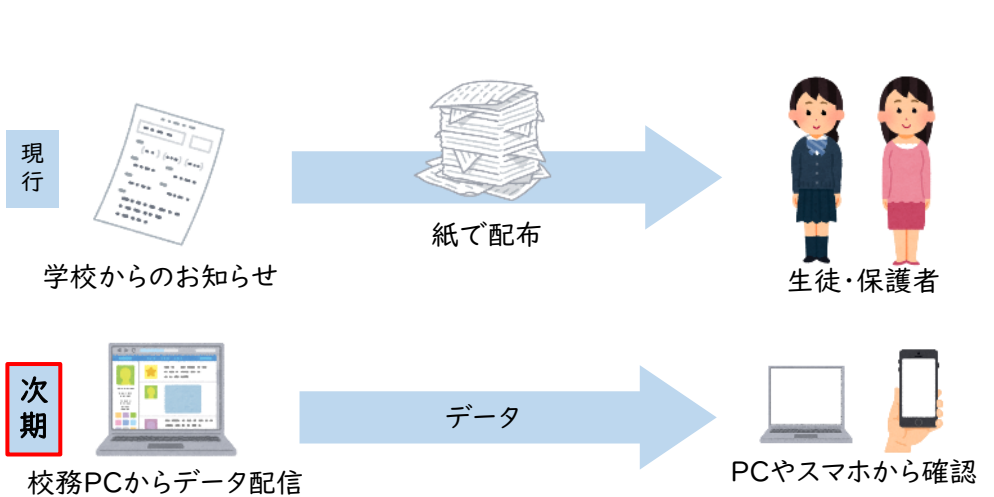 現行
学校からのお知らせ
紙で配布
生徒・保護者
次期
校務PCからデータ配信
データ
PCやスマホから確認